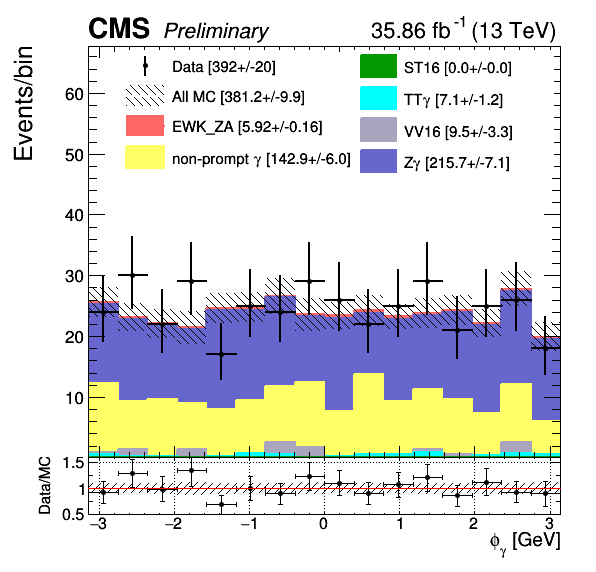 CMS Preliminary 35.86 fb⁻¹ (13 TeV)
Events/bin
Data [392+/-20]
All MC [381.2+/-9.9]
EWK_ZA [5.92+/-0.16]
non-prompt γ [142.9+/-6.0]
ST16 [0.0+/-0.0]
TTγ [7.1+/-1.2]
VV16 [9.5+/-3.3]
Zγ [215.7+/-7.1]
60
50
40
30
20
10
Data/MC
1.5
1
0.5
−3 −2 −1 0 1 2 3
ϕγ [GeV]